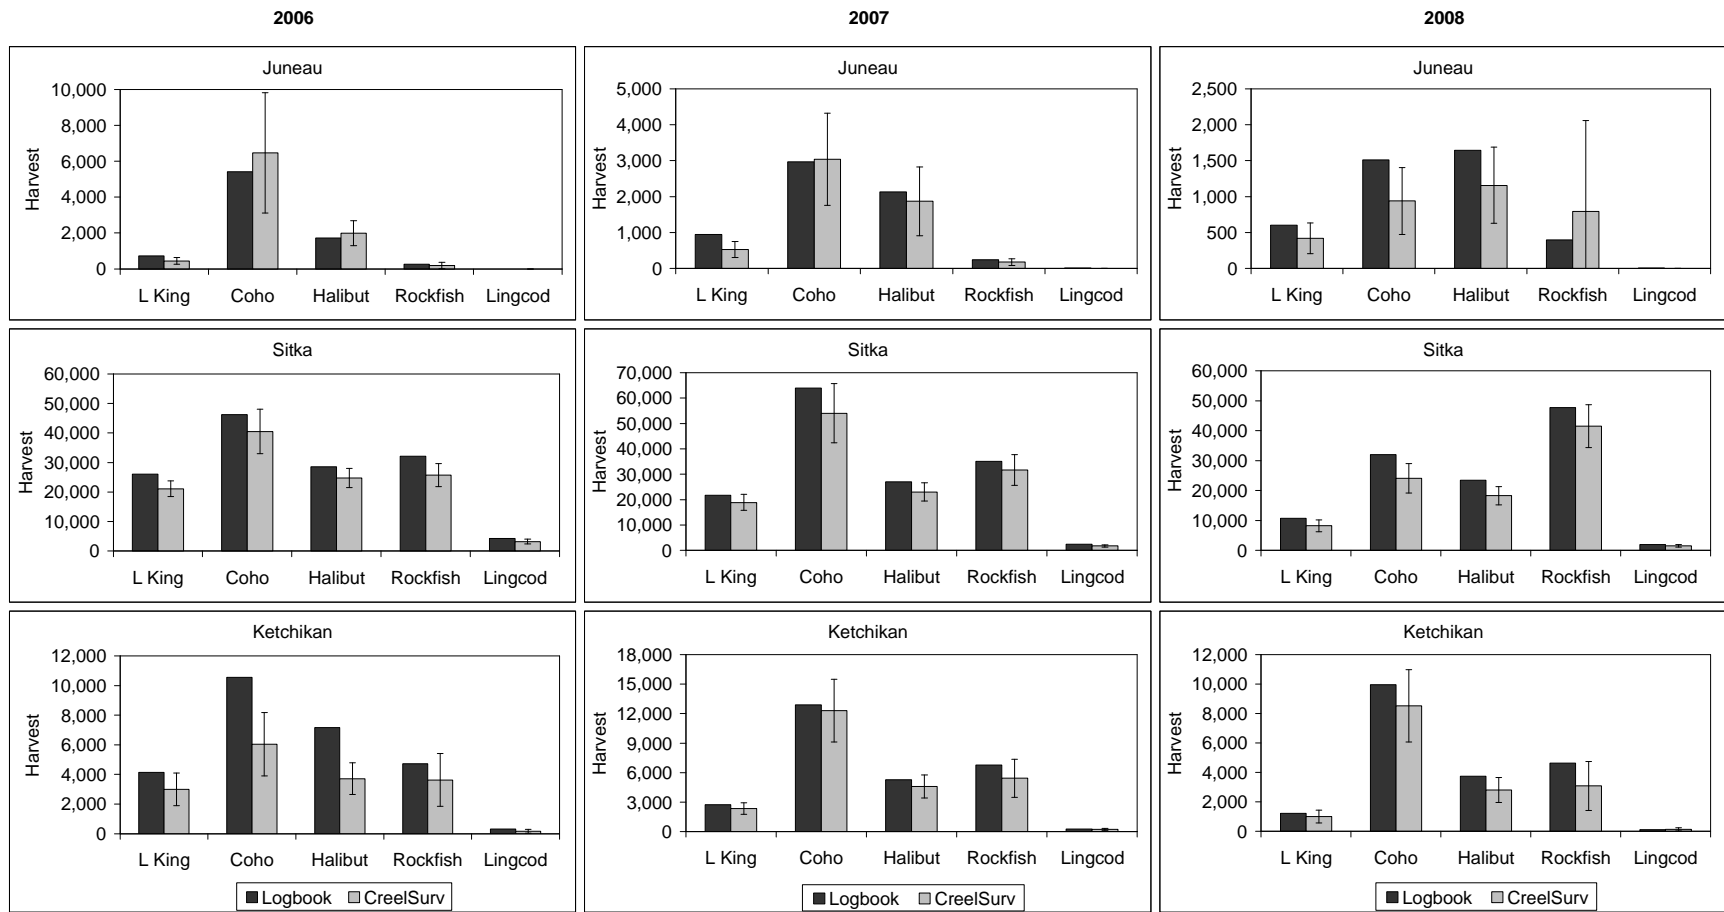 2006 2007 2008
Juneau
10,000
8,000
6,000
4,000
2,000
0
Harvest
L King Coho Halibut Rockfish Lingcod
Juneau
5,000
4,000
3,000
2,000
1,000
0
Harvest
L King Coho Halibut Rockfish Lingcod
Juneau
2,500
2,000
1,500
1,000
500
0
Harvest
L King Coho Halibut Rockfish Lingcod
Sitka
60,000
50,000
40,000
30,000
20,000
10,000
0
Harvest
L King Coho Halibut Rockfish Lingcod
Sitka
70,000
60,000
50,000
40,000
30,000
20,000
10,000
0
Harvest
L King Coho Halibut Rockfish Lingcod
Sitka
60,000
50,000
40,000
30,000
20,000
10,000
0
Harvest
L King Coho Halibut Rockfish Lingcod
Ketchikan
12,000
10,000
8,000
6,000
4,000
2,000
0
Harvest
L King Coho Halibut Rockfish Lingcod
Logbook CreelSurv
Ketchikan
18,000
15,000
12,000
9,000
6,000
3,000
0
Harvest
L King Coho Halibut Rockfish Lingcod
Logbook CreelSurv
Ketchikan
12,000
10,000
8,000
6,000
4,000
2,000
0
Harvest
L King Coho Halibut Rockfish Lingcod
Logbook CreelSurv